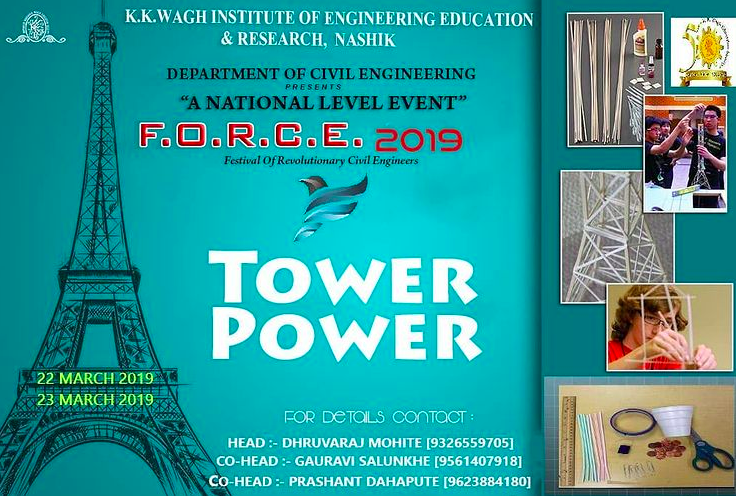 K.K.WAGH INSTITUTE OF ENGINEERING EDUCATION
& RESEARCH, NASHIK
DEPARTMENT OF CIVIL ENGINEERING
PRESENTS
“A NATIONAL LEVEL EVENT”
F.O.R.C.E. 2019
Festival Of Revolutionary Civil Engineers
TOWER
POWER
22 MARCH 2019
23 MARCH 2019
FOR DETAILS CONTACT :
HEAD :- DHRUVARAJ MOHITE [9326559705]
CO-HEAD :- GAURAVI SALUNKHE [9561407918]
CO-HEAD :- PRASHANT DAHAPUTE [9623884180]